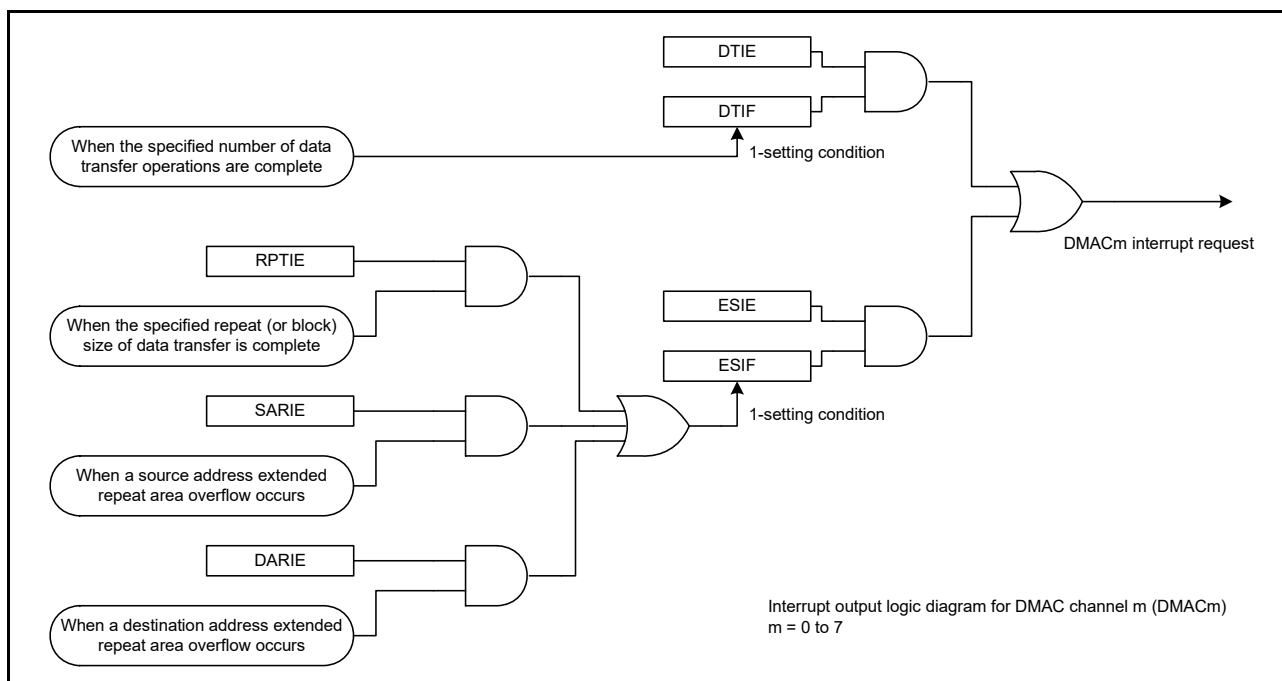 DTIE
DTIF
When the specified number of data
transfer operations are complete
1-setting condition
DMACm interrupt request
RPTIE
When the specified repeat (or block)
size of data transfer is complete
ESIE
ESIF
1-setting condition
SARIE
When a source address extended
repeat area overflow occurs
DARIE
When a destination address extended
repeat area overflow occurs
Interrupt output logic diagram for DMAC channel m (DMACm)
m = 0 to 7